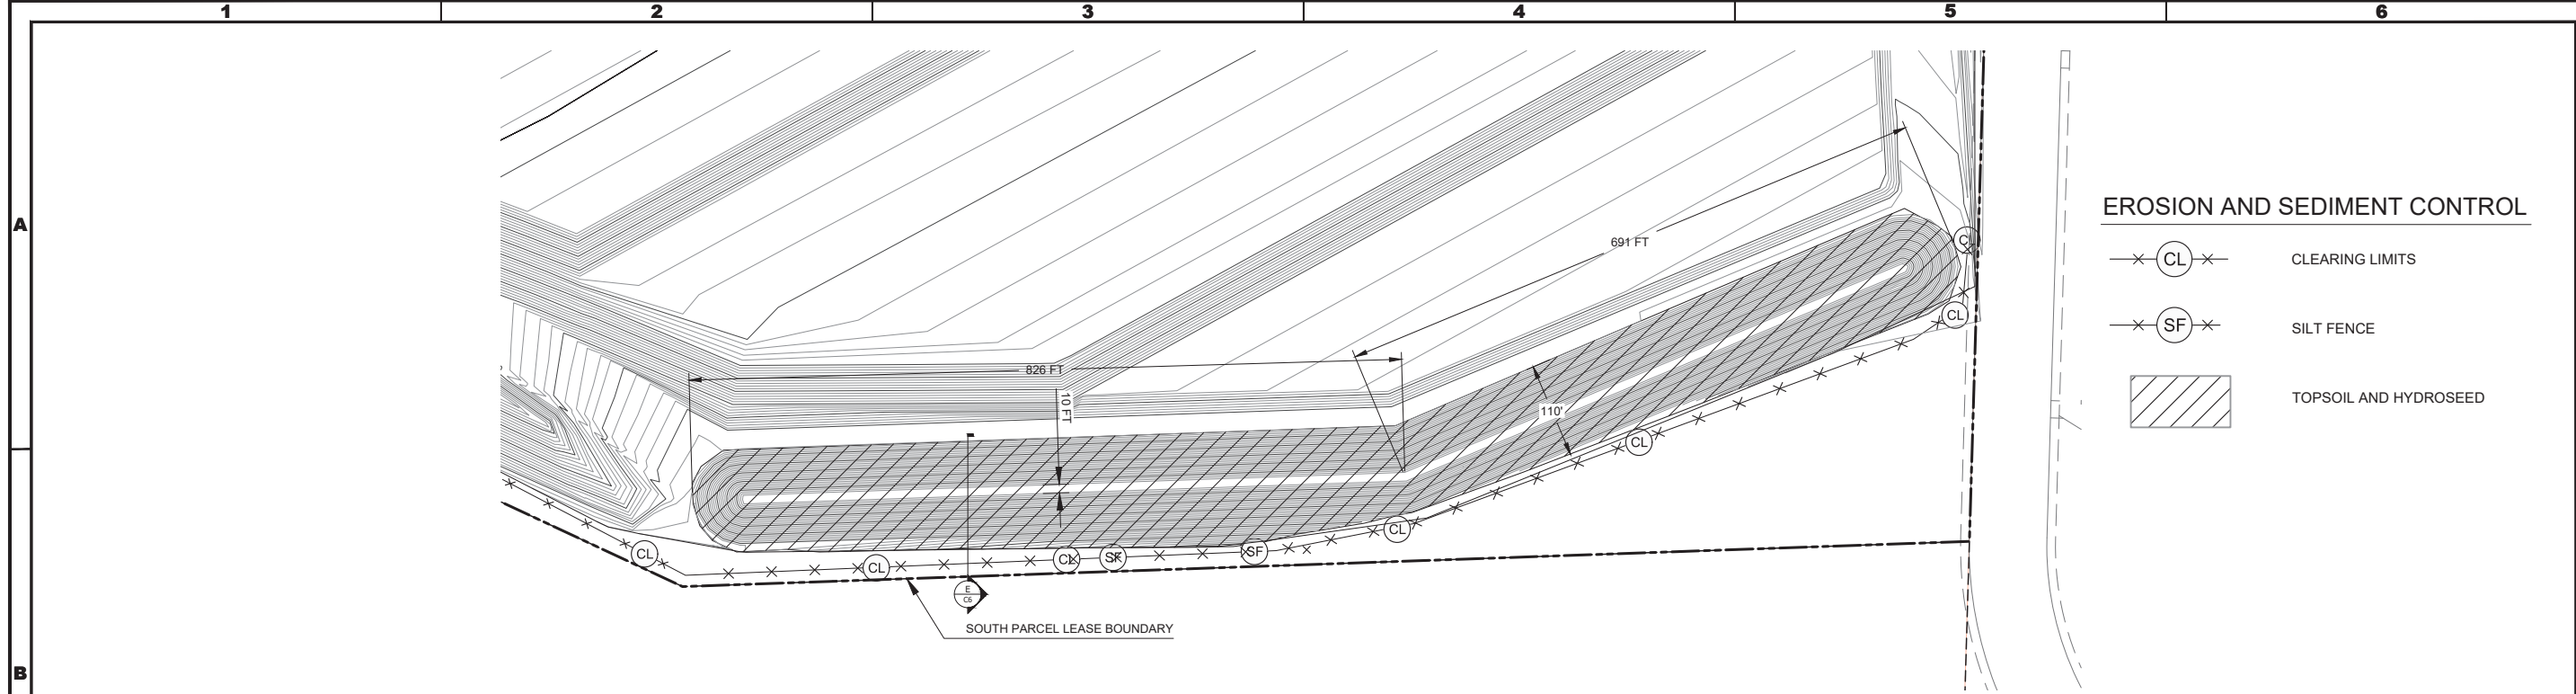 1
2
3
4
5
6
A
B
691 FT
826 FT
10 FT
110'
EROSION AND SEDIMENT CONTROL
CL CLEARING LIMITS
SF SILT FENCE
TOPSOIL AND HYDROSEED
CL
CL
CL
CL
CL
SF
SF
CL
CL
E
C6
SOUTH PARCEL LEASE BOUNDARY